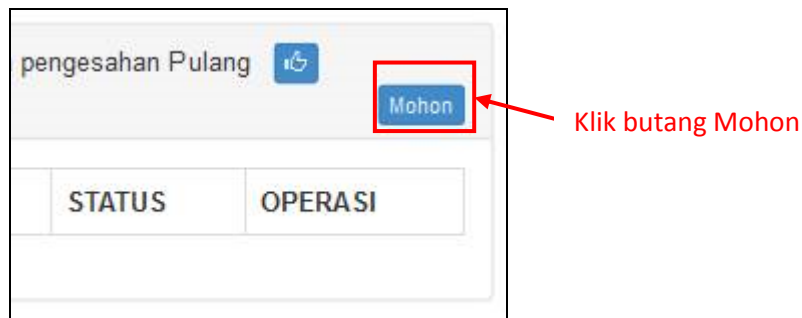 pengesahan Pulang
Mohon
Klik butang Mohon
STATUS OPERASI